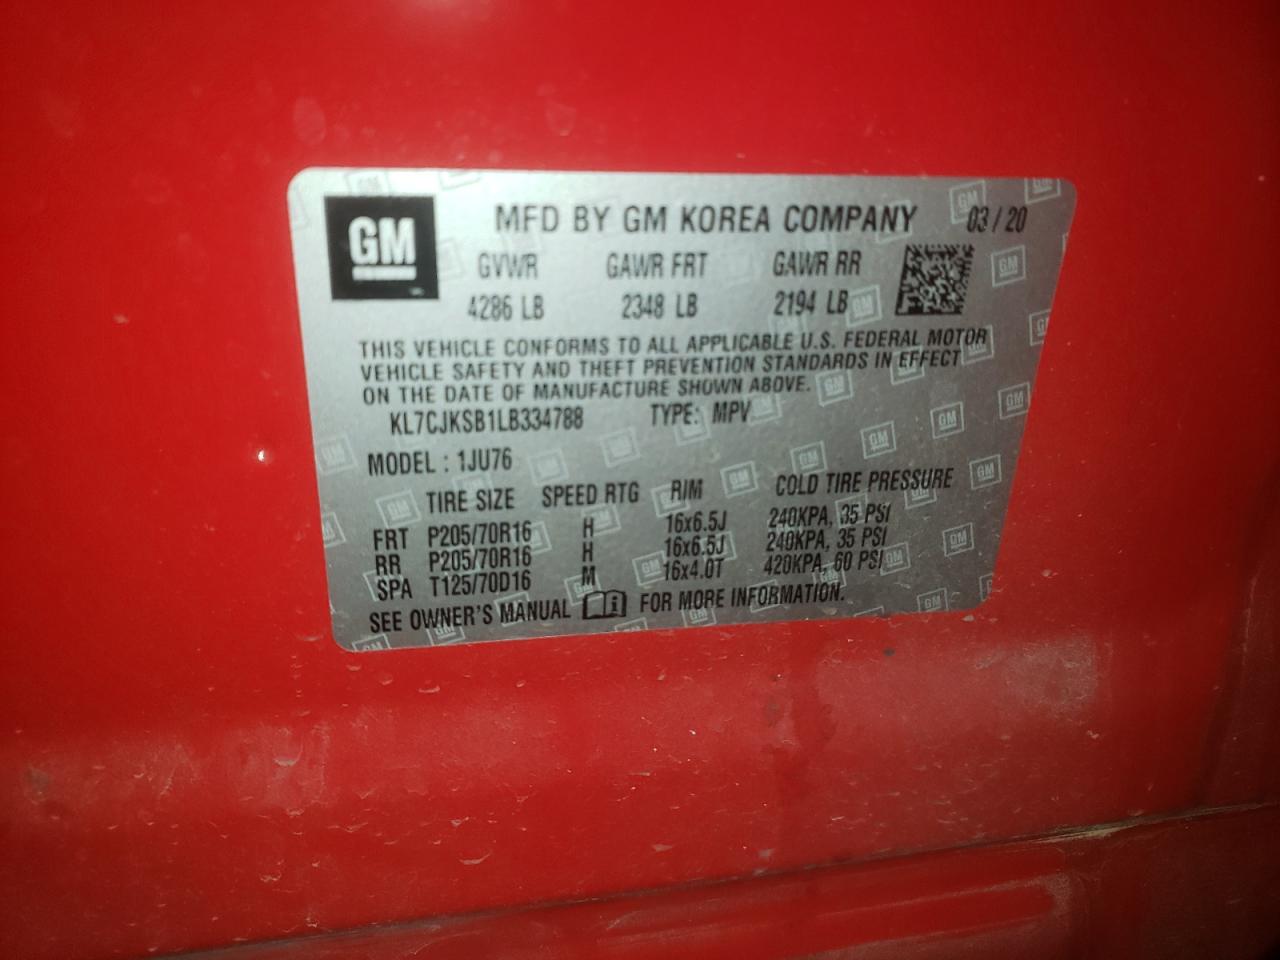 GM
MFD BY GM KOREA COMPANY 03/20
GVWR GAWR FRT GAWR RR
4286 LB 2348 LB 2194 LB
THIS VEHICLE CONFORMS TO ALL APPLICABLE U.S. FEDERAL MOTOR
VEHICLE SAFETY AND THEFT PREVENTION STANDARDS IN EFFECT
ON THE DATE OF MANUFACTURE SHOWN ABOVE.
KL7CJKSB1LB334788 TYPE: MPV
MODEL : 1JU76
TIRE SIZE SPEED RTG RIM COLD TIRE PRESSURE
FRT P205/70R16 H 16x6.5J 240KPA, 35 PSI
RR P205/70R16 H 16x6.5J 240KPA, 35 PSI
SPA T125/70D16 M 16x4.0T 420KPA, 60 PSI
SEE OWNER'S MANUAL FOR MORE INFORMATION.